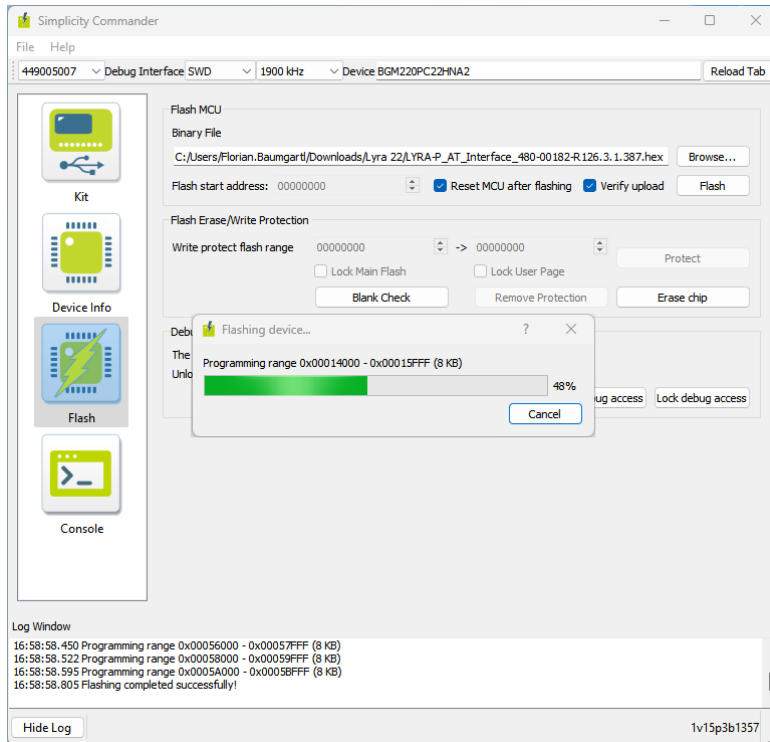 Simplicity Commander
File Help
449005007 Debug Interface SWD 1900 kHz Device BGM220PC22HNA2 Reload Tab
Kit
Device Info
Flash
Console
Flash MCU
Binary File
C:/Users/Florian.Baumgartl/Downloads/Lyra 22/LYRA-P_AT_Interface_480-00182-R126.3.1.387.hex Browse...
Flash start address: 00000000 Reset MCU after flashing Verify upload Flash
Flash Erase/Write Protection
Write protect flash range 00000000 -> 00000000 Protect
Lock Main Flash Lock User Page
Blank Check Remove Protection Erase chip
Debu
The
Unlo
ug access Lock debug access
Flashing device... ?
Programming range 0x00014000 - 0x00015FFF (8 KB)
48%
Cancel
Log Window
16:58:58.450 Programming range 0x00056000 - 0x00057FFF (8 KB)
16:58:58.522 Programming range 0x00058000 - 0x00059FFF (8 KB)
16:58:58.595 Programming range 0x0005A000 - 0x0005BFFF (8 KB)
16:58:58.805 Flashing completed successfully!
Hide Log 1v15p3b1357